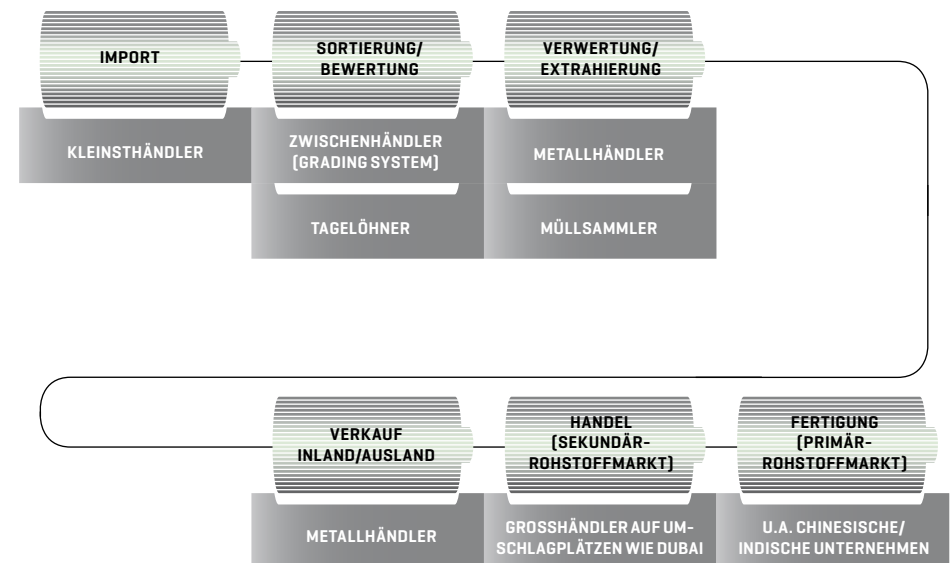 IMPORT
SORTIERUNG/
BEWERTUNG
VERWERTUNG/
EXTRAHIERUNG
KLEINSTHÄNDLER
ZWISCHENHÄNDLER
(GRADING SYSTEM)
METALLHÄNDLER
TAGELÖHNER
MÜLLSAMMLER
VERKAUF
INLAND/AUSLAND
HANDEL
(SEKUNDÄR-
ROHSTOFFMARKT)
FERTIGUNG
(PRIMÄR-
ROHSTOFFMARKT)
METALLHÄNDLER
GROSSHÄNDLER AUF UM-
SCHLAGPLÄTZEN WIE DUBAI
U.A. CHINESISCHE/
INDISCHE UNTERNEHMEN